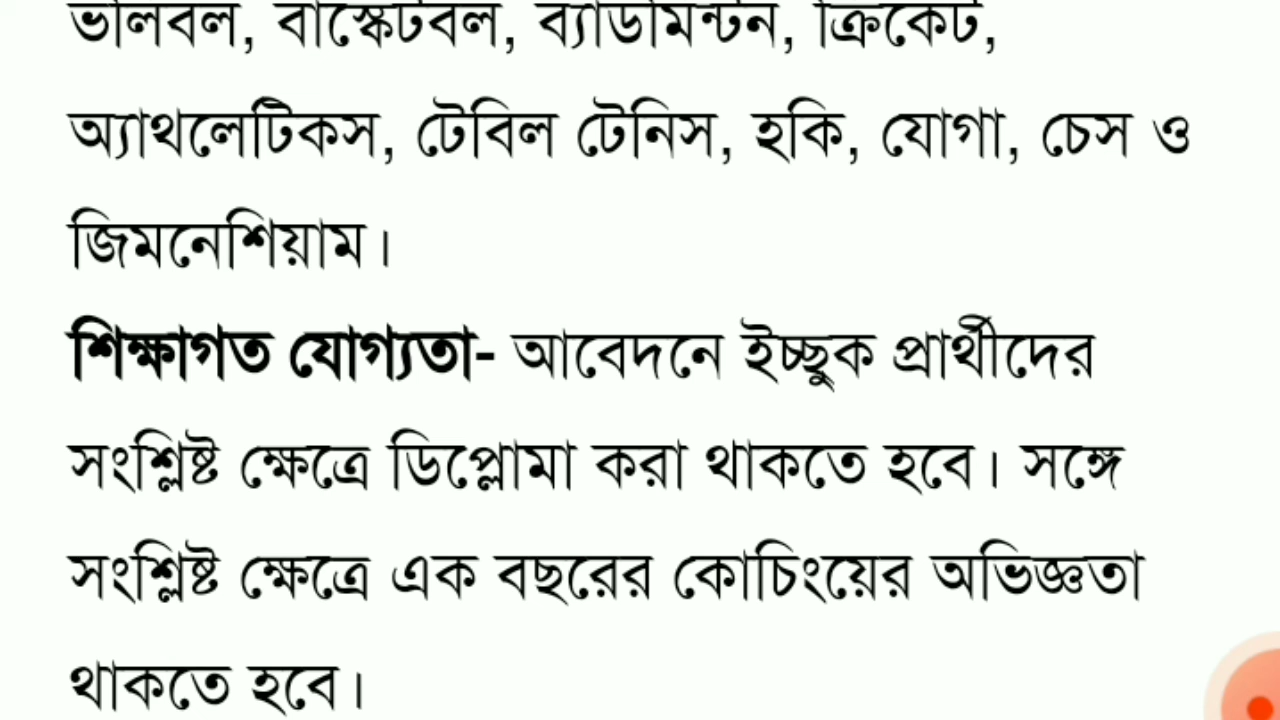 ভলিবল, বাস্কেটবল, ব্যাডমিন্টন, ক্রিকেট,
অ্যাথলেটিকস, টেবিল টেনিস, হকি, যোগা, চেস ও
জিমনেশিয়াম।
শিক্ষাগত যোগ্যতা- আবেদনে ইচ্ছুক প্রার্থীদের
সংশ্লিষ্ট ক্ষেত্রে ডিপ্লোমা করা থাকতে হবে। সঙ্গে
সংশ্লিষ্ট ক্ষেত্রে এক বছরের কোচিংয়ের অভিজ্ঞতা
থাকতে হবে।